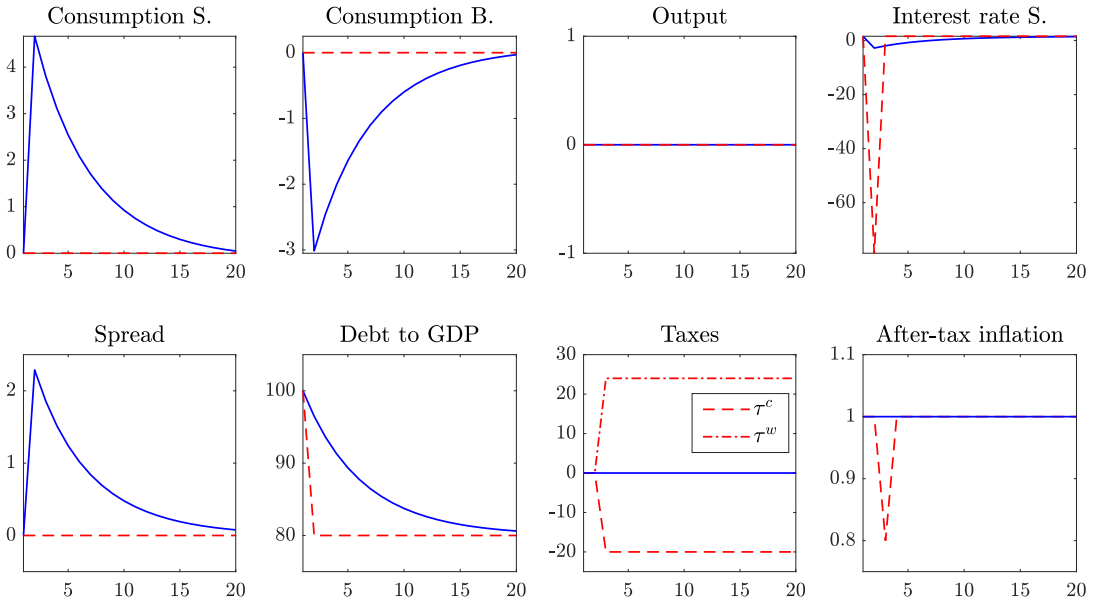 Consumption S. Consumption B. Output Interest rate S.
4 3 2 1 0
5 10 15 20
0 -1 -2 -3
5 10 15 20
1 0 -1
5 10 15 20
0 -20 -40 -60
5 10 15 20
Spread Debt to GDP Taxes After-tax inflation
2 1 0
5 10 15 20
100 90 80
5 10 15 20
30 20 10 0 -10 -20
τ^c
τ^w
5 10 15 20
1.1 1 0.9 0.8
5 10 15 20